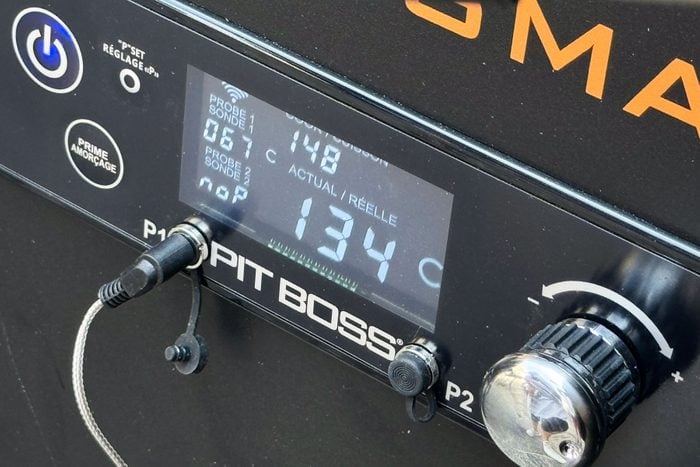 SMA
"P"SET
RÉGLAGE «P»
PRIME
AMORÇAGE
PROBE 1
SONDE 1
067 C
PROBE 2
SONDE 2
noP
148
ACTUAL / RÉELLE
134 C
P1
PIT BOSS®
P2
-
+